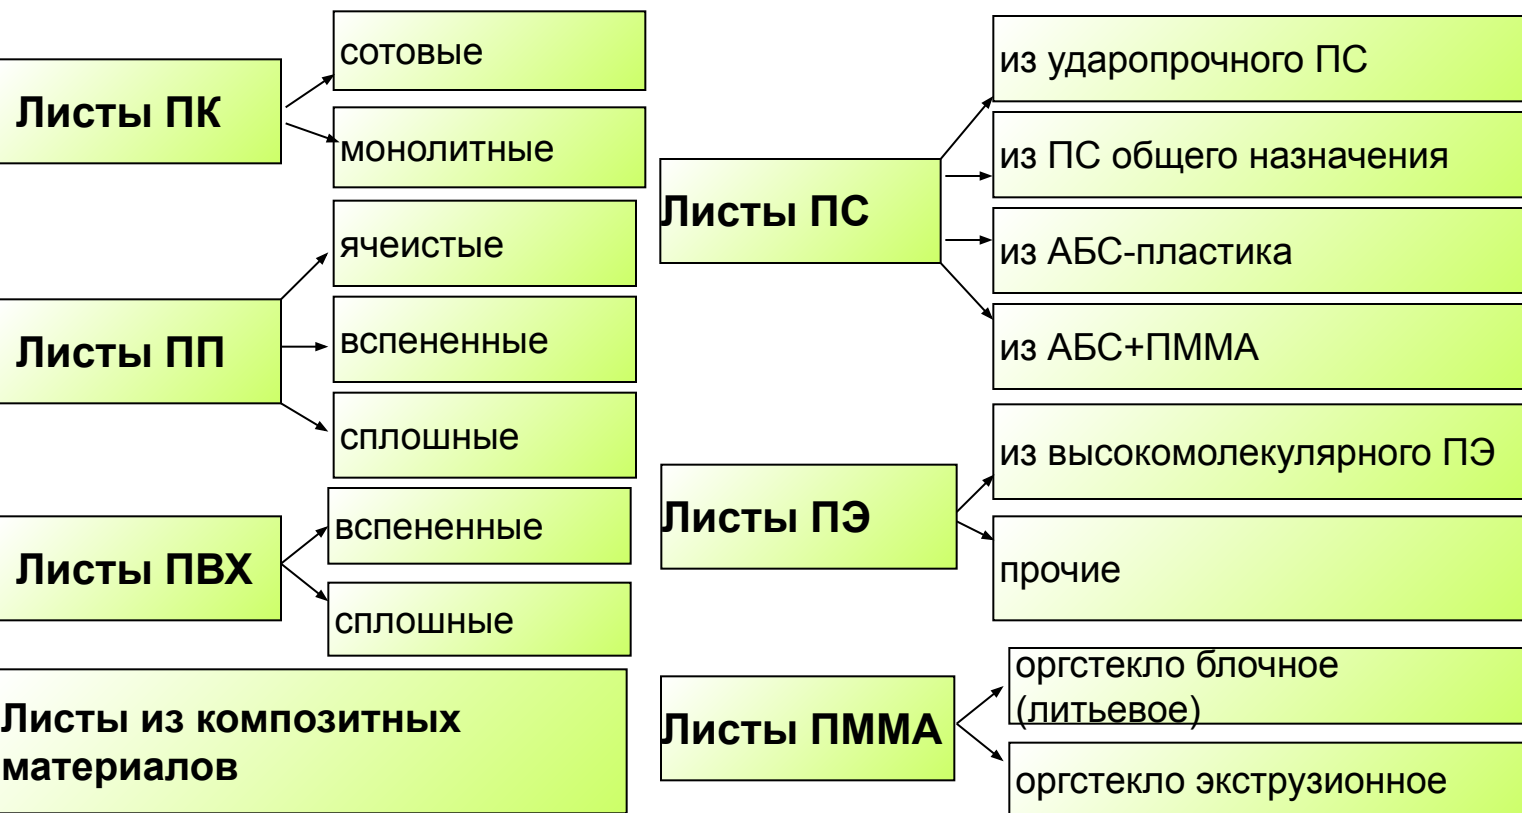 Листы ПК
сотовые
монолитные
Листы ПП
ячеистые
вспененные
сплошные
Листы ПВХ
вспененные
сплошные
Листы из композитных
материалов
Листы ПС
из ударопрочного ПС
из ПС общего назначения
из АБС-пластика
из АБС+ПММА
Листы ПЭ
из высокомолекулярного ПЭ
прочие
Листы ПММА
оргстекло блочное
(литьевое)
оргстекло экструзионное